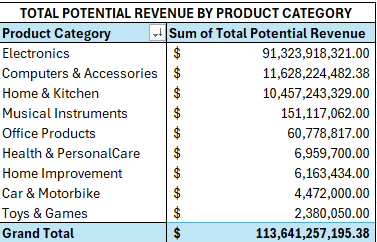 TOTAL POTENTIAL REVENUE BY PRODUCT CATEGORY
Product Category Sum of Total Potential Revenue
Electronics $ 91,323,918,321.00
Computers & Accessories $ 11,628,224,482.38
Home & Kitchen $ 10,457,243,329.00
Musical Instruments $ 151,117,062.00
Office Products $ 60,778,817.00
Health & PersonalCare $ 6,959,700.00
Home Improvement $ 6,163,434.00
Car & Motorbike $ 4,472,000.00
Toys & Games $ 2,380,050.00
Grand Total $ 113,641,257,195.38